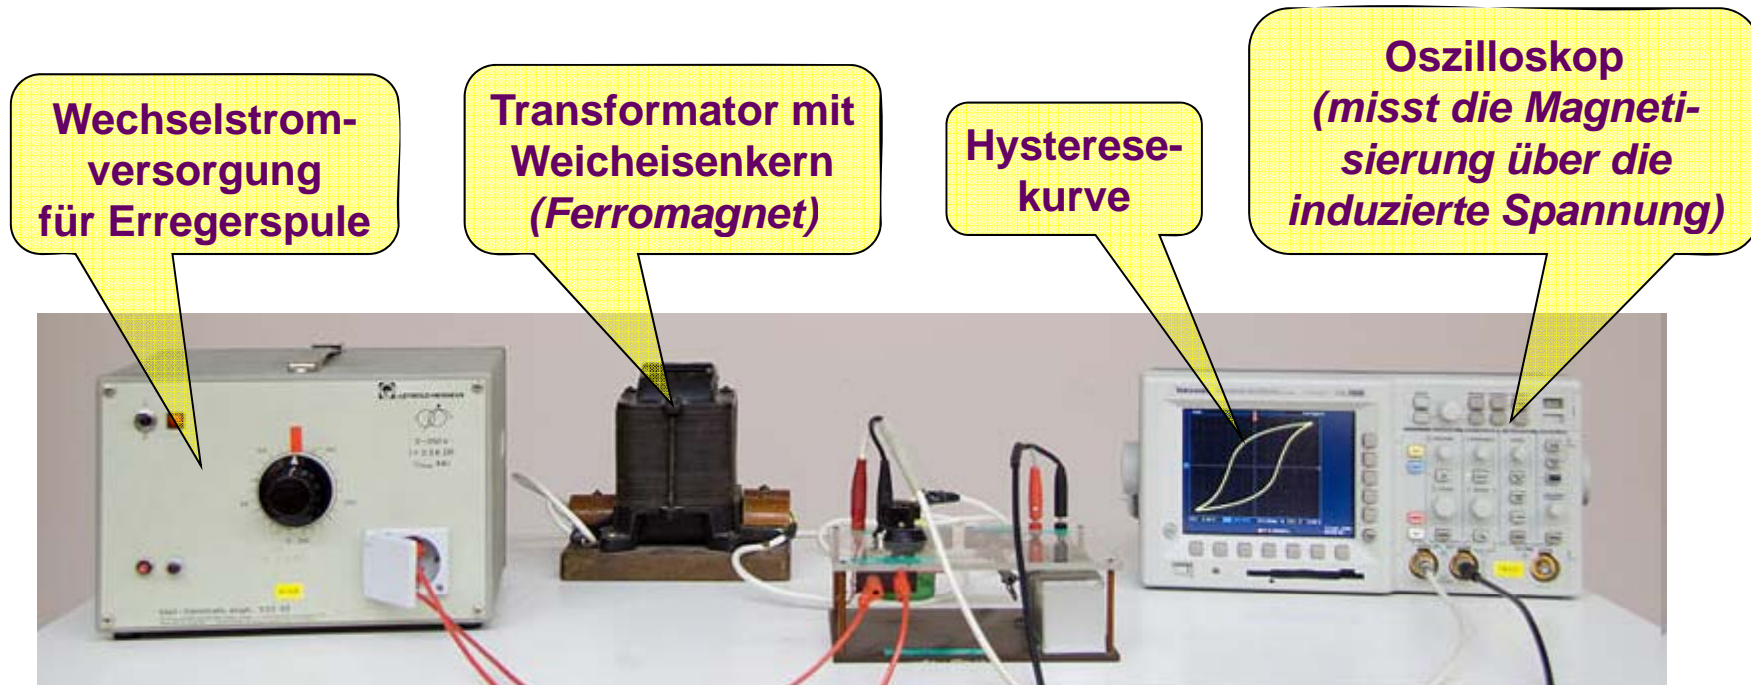 Wechselstrom-
versorgung
für Erregerspule
Transformator mit
Weicheisenkern
(Ferromagnet)
Hysterese-
kurve
Oszilloskop
(misst die Magneti-
sierung über die
induzierte Spannung)